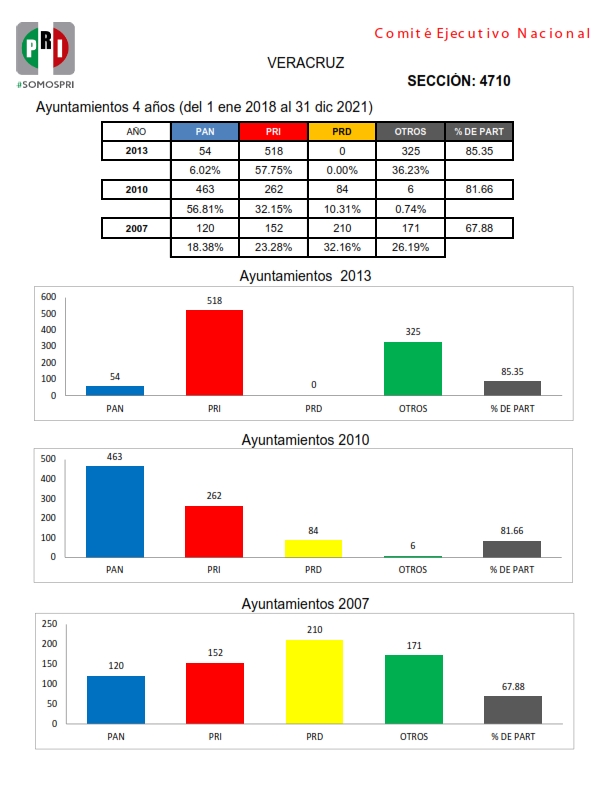 Comité Ejecutivo Nacional
PRI
#SOMOSPRI
VERACRUZ
SECCIÓN: 4710
Ayuntamientos 4 años (del 1 ene 2018 al 31 dic 2021)
AÑO PAN PRI PRD OTROS % DE PART
2013 54 518 0 325 85.35
6.02% 57.75% 0.00% 36.23%
2010 463 262 84 6 81.66
56.81% 32.15% 10.31% 0.74%
2007 120 152 210 171 67.88
18.38% 23.28% 32.16% 26.19%
Ayuntamientos 2013
600
500
400
300
200
100
0
54 518 0 325 85.35
PAN PRI PRD OTROS % DE PART
Ayuntamientos 2010
500
400
300
200
100
0
463 262 84 6 81.66
PAN PRI PRD OTROS % DE PART
Ayuntamientos 2007
250
200
150
100
50
0
120 152 210 171 67.88
PAN PRI PRD OTROS % DE PART